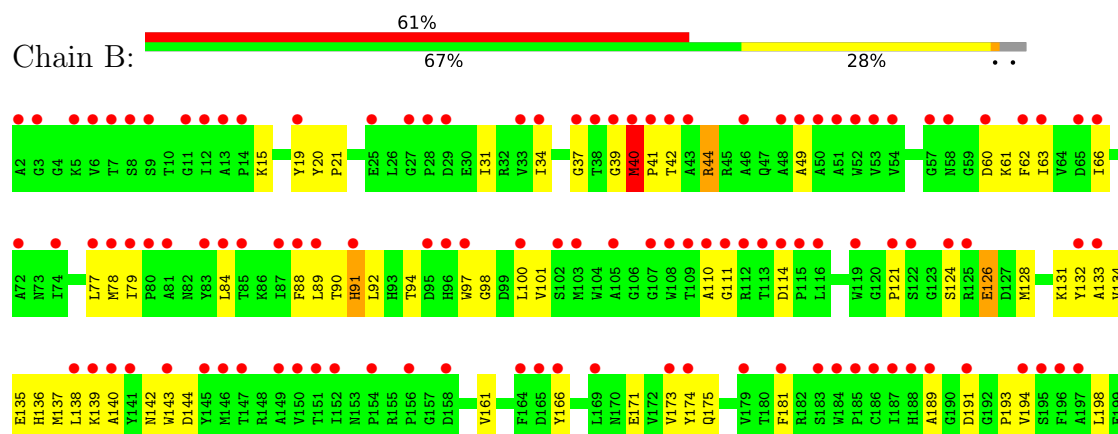 61%
Chain B:
67% 28% • •
A2 G3 G4 K5 V6 T7 S8 S9 T10 G11 I12 A13 P14 K15 Y19 Y20 P21 E25 L26 G27 P28 D29 E30 I31 R32 V33 I34 G37 T38 G39 M40 P41 T42 A43 R44 R45 A46 Q47 A48 A49 A50 A51 W52 V53 V54 G57 N58 G59 D60 K61 F62 I63 V64 D65 I66
A72 N73 I74 L77 M78 I79 P80 A81 N82 Y83 L84 T85 K86 I87 F88 L89 T90 H91 L92 H93 T94 D95 H96 W97 G98 D99 L100 V101 S102 M103 W104 A105 G106 G107 W108 T109 A110 G111 R112 T113 D114 P115 L116 W119 G120 P121 S122 G123 S124 R125 E126 D127 M128 K131 Y132 A133 V134
E135 H136 M137 L138 K139 A140 Y141 N142 W143 D144 Y145 M146 T147 R148 A149 V150 T151 I152 N153 P154 R155 P156 G157 D158 V161 F164 D165 Y166 L169 N170 E171 V172 V173 Y174 Q175 V179 T180 F181 R182 S183 W184 P185 C186 I187 H188 A189 G190 D191 G192 P193 V194 S195 F196 A197 L198